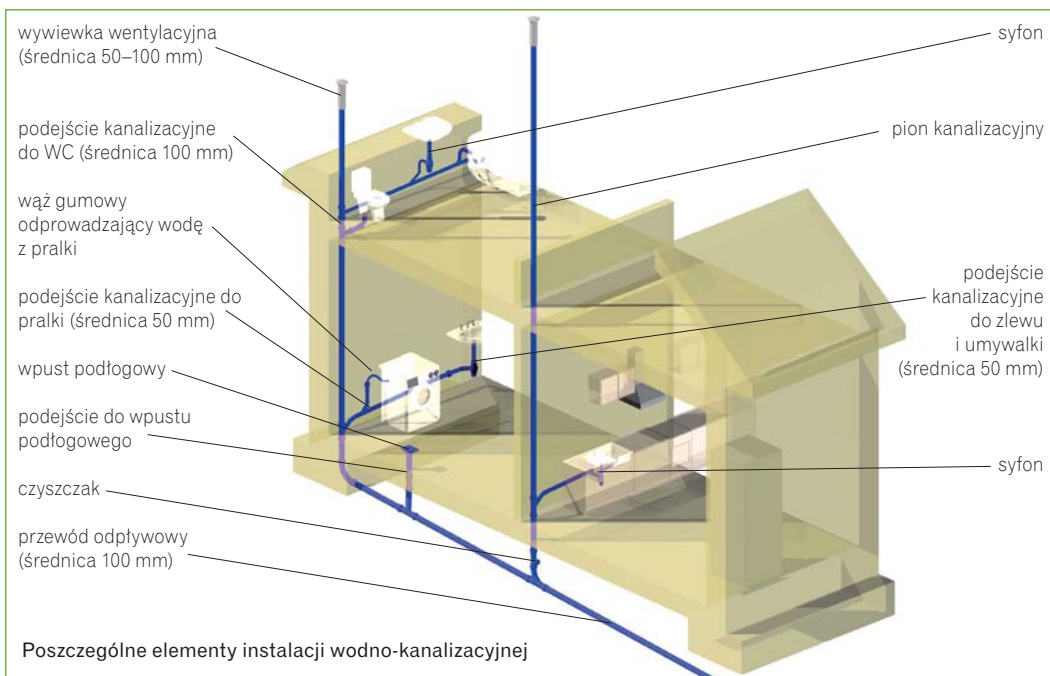 wywiewka wentylacyjna
(średnica 50–100 mm)
podejście kanalizacyjne
do WC (średnica 100 mm)
wąż gumowy
odprowadzający wodę
z pralki
podejście kanalizacyjne do
pralki (średnica 50 mm)
wpust podłogowy
podejście do wpustu
podłogowego
czyszczak
przewód odpływowy
(średnica 100 mm)
syfon
pion kanalizacyjny
podejście
kanalizacyjne
do zlewu
i umywalki
(średnica 50 mm)
syfon
Poszczególne elementy instalacji wodno-kanalizacyjnej